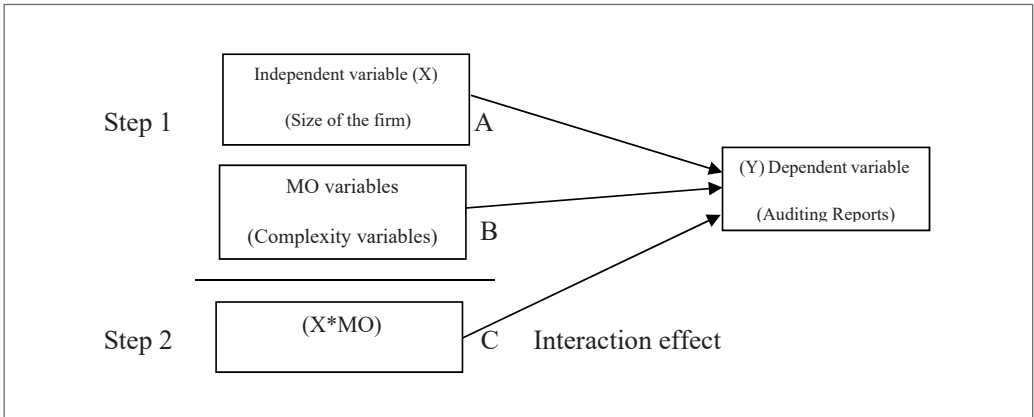 Independent variable (X)
(Size of the firm)
Step 1
A
MO variables
(Complexity variables)
B
(Y) Dependent variable
(Auditing Reports)
(X*MO)
Step 2
C
Interaction effect